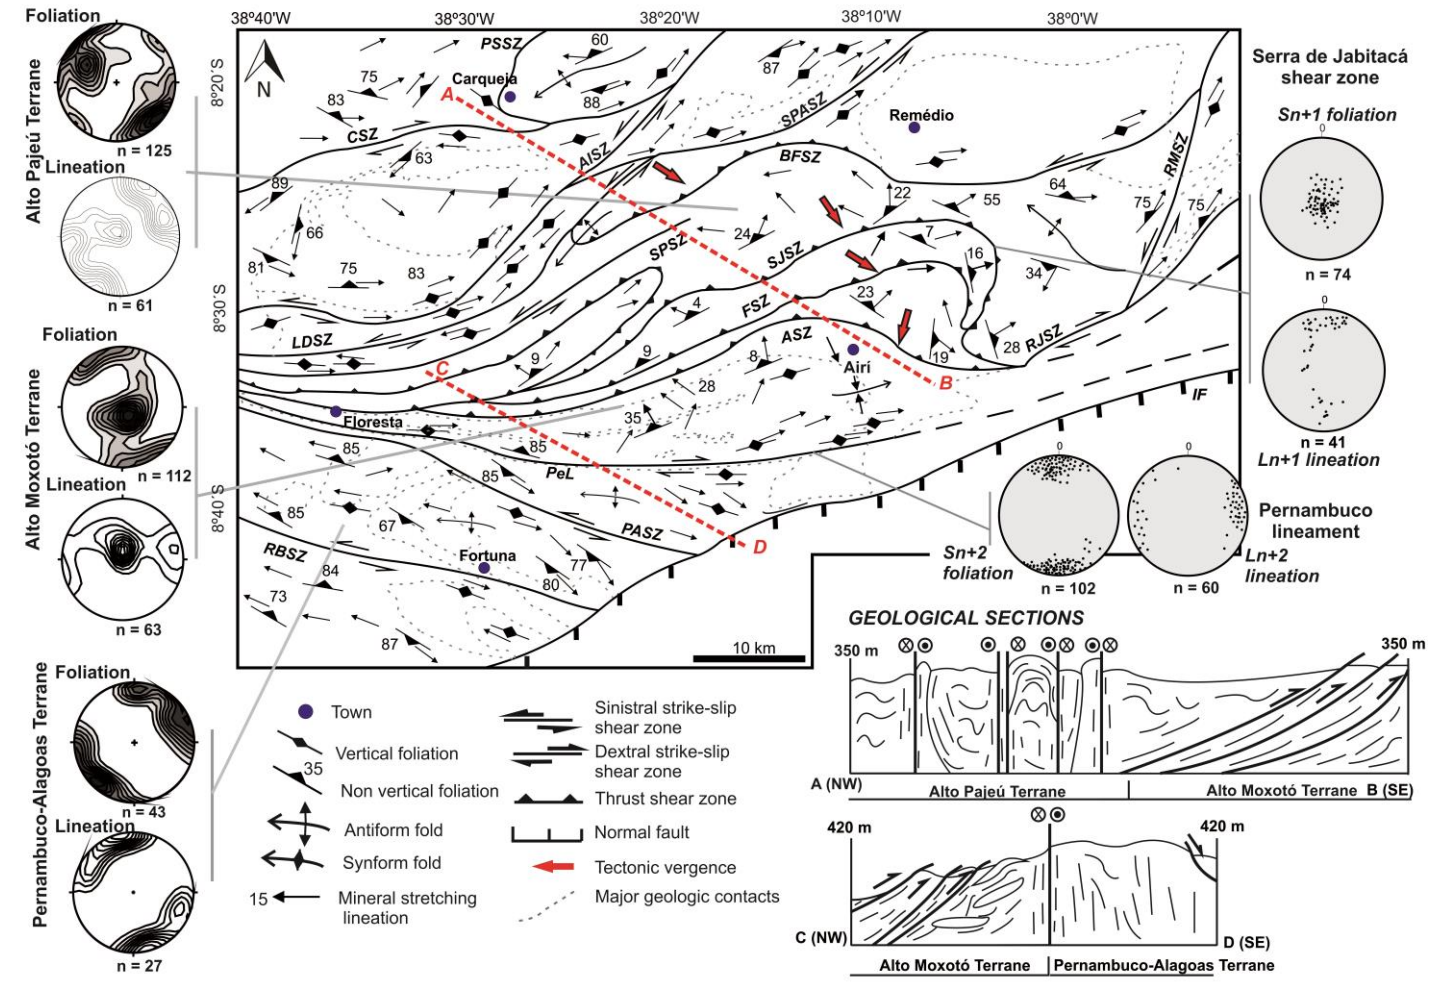 Foliation
n = 125
Lineation
n = 61
Alto Pajeú Terrane
Foliation
n = 112
Lineation
n = 63
Alto Moxotó Terrane
Foliation
n = 43
Lineation
n = 27
Pernambuco-Alagoas Terrane
38°40'W
38°30'W
38°20'W
38°10'W
38°0'W
8°20'S
8°30'S
8°40'S
N
PSSZ
60
75
Carqueja
87
83
A
88
SPASZ
Remédio
CSZ
63
AISZ
BFSZ
RMSZ
89
22
55
64
75
75
66
24
7
SPSZ
SJSZ
16
34
81
75
83
23
4
FSZ
LDSZ
ASZ
RJSZ
28
19
9
9
8
Airí
C
28
B
IF
Floresta
35
85
85
PeL
85
85
67
PASZ
D
RBSZ
Fortuna
77
84
80
73
87
10 km
Serra de Jabitacá
shear zone
Sn+1 foliation
0
n = 74
0
n = 41
Ln+1 lineation
0
0
Pernambuco
lineament
Sn+2
foliation
Ln+2
lineation
n = 102
n = 60
Town
Vertical foliation
35
Non vertical foliation
Antiform fold
Synform fold
15
Mineral stretching
lineation
Sinistral strike-slip
shear zone
Dextral strike-slip
shear zone
Thrust shear zone
Normal fault
Tectonic vergence
Major geologic contacts
GEOLOGICAL SECTIONS
350 m
350 m
A (NW)
Alto Pajeú Terrane
Alto Moxotó Terrane
B (SE)
420 m
420 m
C (NW)
D (SE)
Alto Moxotó Terrane
Pernambuco-Alagoas Terrane